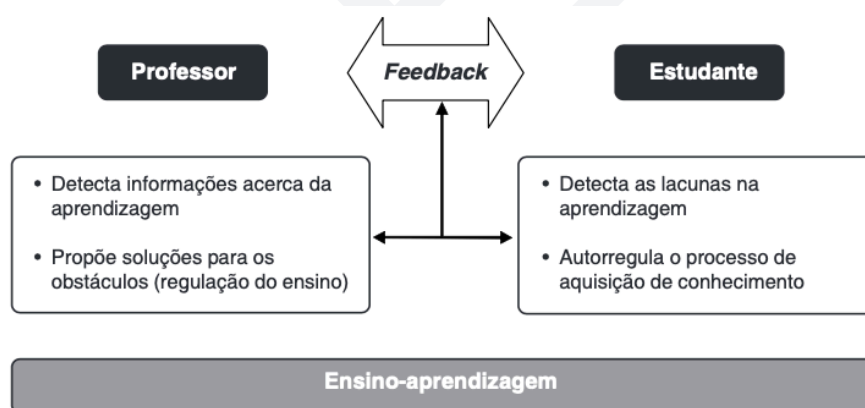 Professor
Feedback
Estudante
• Detecta informações acerca da
aprendizagem
• Propõe soluções para os
obstáculos (regulação do ensino)
• Detecta as lacunas na
aprendizagem
• Autorregula o processo de
aquisição de conhecimento
Ensino-aprendizagem